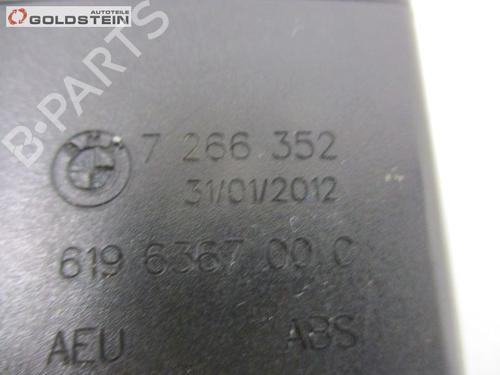 AUTOTEILE
GOLDSTEIN
B-PARTS
7 266 352
31/01/2012
619 6367 00 C
AEU ABS